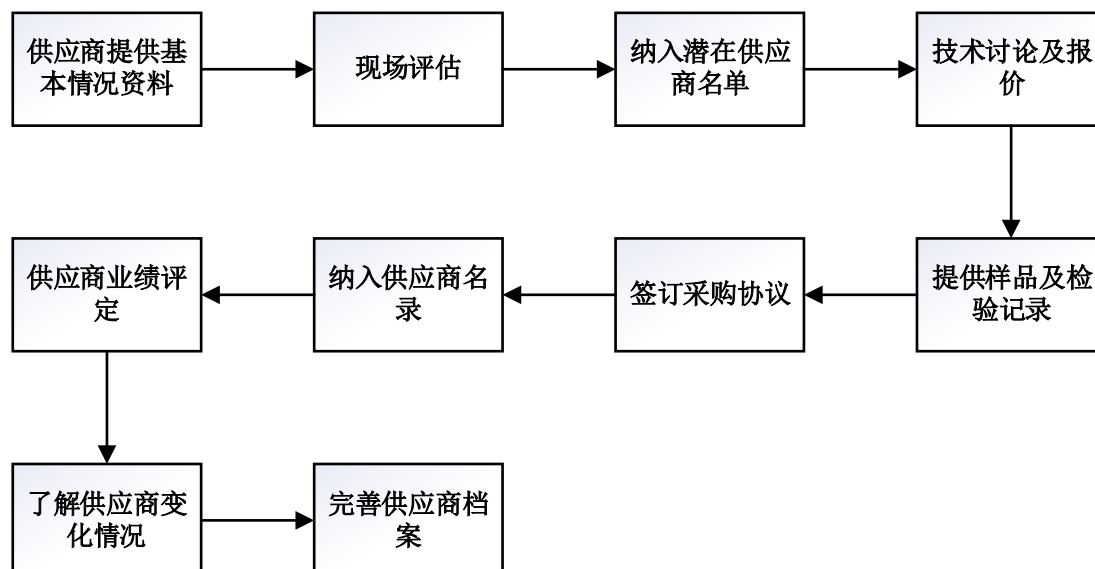 供应商提供基
本情况资料
现场评估
纳入潜在供应
商名单
技术讨论及报
价
提供样品及检
验记录
签订采购协议
纳入供应商名
录
供应商业绩评
定
了解供应商变
化情况
完善供应商档
案